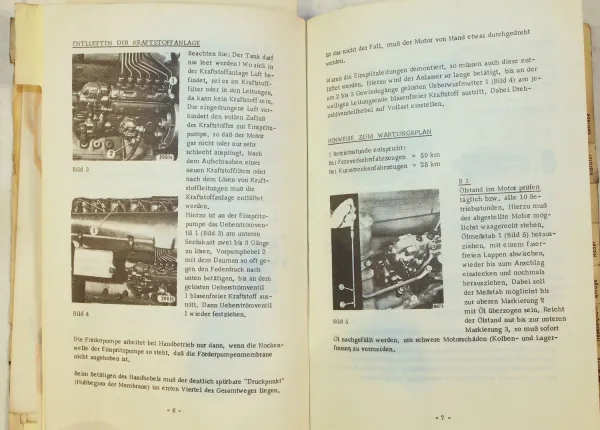 ENTLUEFTEN DER KRAFTSTOFFANLAGE
Beachten Sie: Der Tank darf
nie leer werden! Wo sich in
der Kraftstoffanlage Luft be-
findet, sei es im Kraftstoff-
filter oder in den Leitungen,
da kann kein Kraftstoff sein.
Die eingedrungene Luft ver-
hindert den vollen Zufluß
des Kraftstoffes zur Einspritz-
pumpe, so daß der Motor
gar nicht oder nur sehr
schlecht anspringt. Nach
dem Aufschrauben eines
neuen Kraftstoffilters oder
nach dem Lösen von Kraft-
stoffleitungen muß die
Kraftstoffanlage entlüftet
werden.
Hierzu ist an der Einspritz-
pumpe das Ueberstromven-
til 1 (Bild 3) am unteren
Sechskant zwei bis 3 Gänge
zu lösen, Vorpumphebel 2
mit dem Daumen so oft ge-
gen den Federdruck nach
unten betätigen, bis an dem
gelösten Ueberströmventil
1 blasenfreier Kraftstoff aus-
tritt. Dann Ueberströmventil
1 wieder festziehen.
Bild 3
Bild 4
Die Förderpumpe arbeitet bei Handbetrieb nur dann, wenn die Nocken-
welle der Einspritzpumpe so steht, daß die Förderpumpenmembrane
nicht angehoben ist.
Beim Betätigen des Handhebels muß der deutlich spürbare "Druckpunkt"
(Hubbeginn der Membrane) im ersten Viertel des Gesamtweges liegen.
- 6 -
Ist das nicht der Fall, muß der Motor von Hand etwas durchgedreht
werden.
Waren die Einspritzleitungen demontiert, so müssen auch diese ent-
lüftet werden. Hierzu wird der Anlasser so lange betätigt, bis an der
um 2 bis 3 Gewindegänge gelösten Ueberwurfmutter 1 (Bild 4) am je-
weiligen Leitungsende blasenfreier Kraftstoff austritt. Dabei Dreh-
zahlverstellhebel auf Vollast einstellen.
HINWEISE ZUM WARTUNGSPLAN
1 Betriebsstunde entspricht:
Bei Fernverkehrsfahrzeugen = 50 km
Bei Kurzstreckenfahrzeugen = 25 km
B 1
Ölstand im Motor prüfen
täglich bzw. alle 10 Be-
triebsstunden. Hierzu muß
der abgestellte Motor mög-
lichst waagerecht stehen.
Ölmeßstab 1 (Bild 5) heraus-
ziehen, mit einem faser-
freien Lappen abwischen,
wieder bis zum Anschlag
einstecken und nochmals
herausziehen. Dabei soll
der Meßstab möglichst bis
zur oberen Markierung 2
mit Öl überzogen sein. Reicht
der Ölstand nur bis zur unteren
Markierung 3, so muß sofort
Bild 5
Öl nachgefüllt werden, um schwere Motorschäden (Kolben- und Lager-
fresser) zu vermeiden.
- 7 -